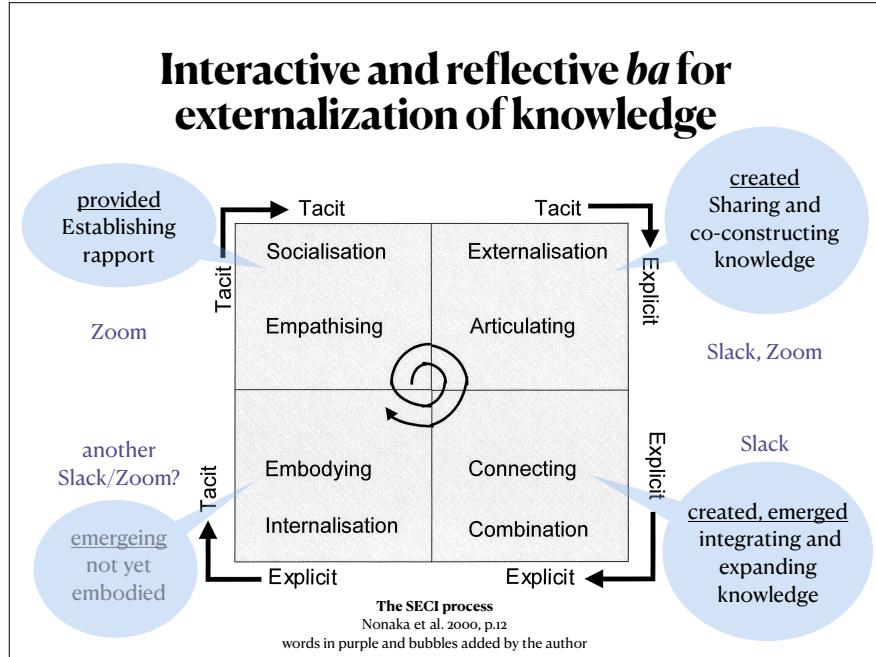 Interactive and reflective ba for
externalization of knowledge
provided
Establishing
rapport
Tacit
Tacit
created
Sharing and
co-constructing
knowledge
Tacit
Explicit
Socialisation
Externalisation
Empathising
Articulating
Zoom
Slack, Zoom
another
Slack/Zoom?
Slack
Tacit
Explicit
Embodying
Connecting
Internalisation
Combination
emergeing
not yet
embodied
created, emerged
integrating and
expanding
knowledge
Explicit
Explicit
The SECI process
Nonaka et al. 2000, p.12
words in purple and bubbles added by the author